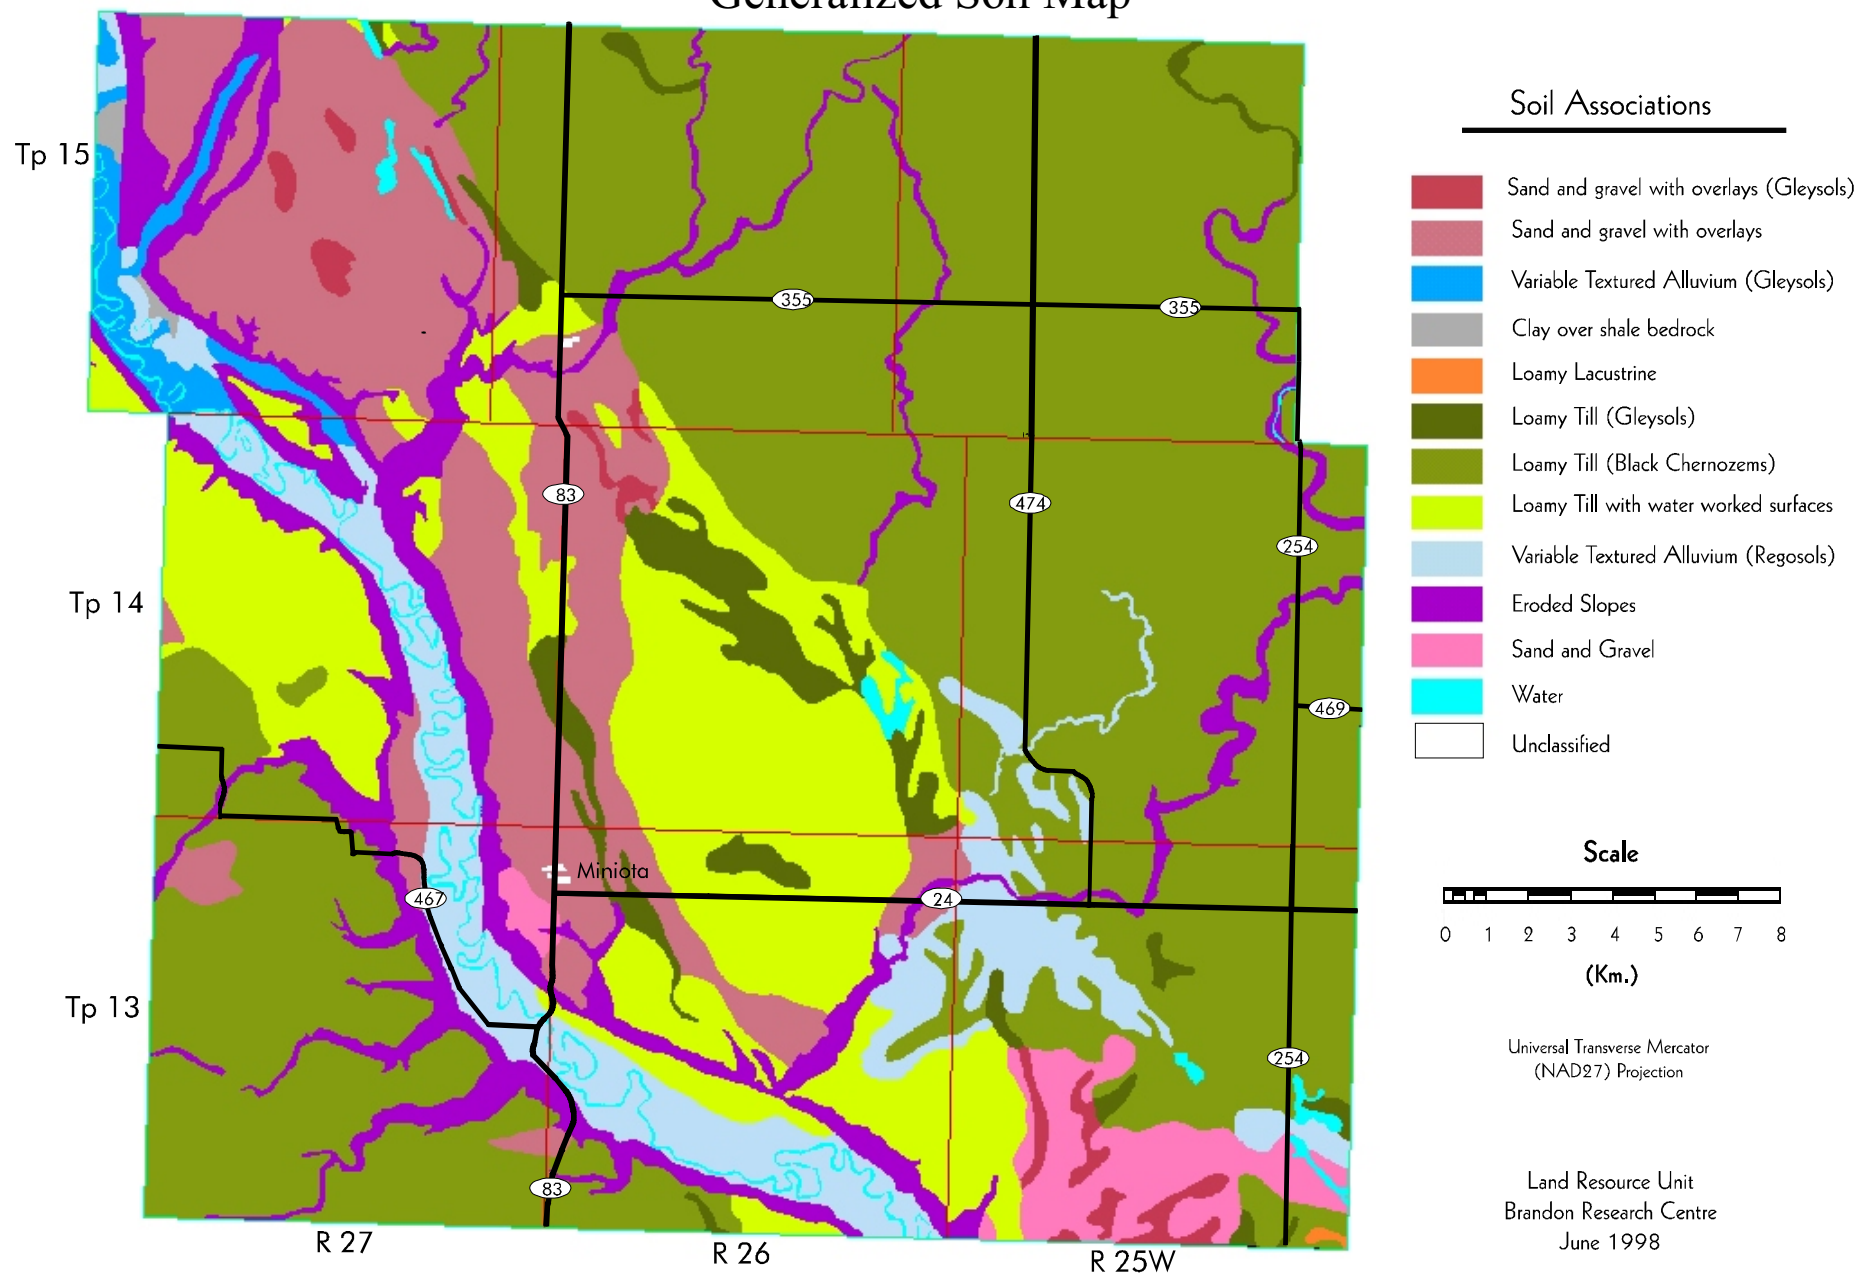 Generalized Soil Map
Soil Associations
Sand and gravel with overlays (Gleysols)
Sand and gravel with overlays
Variable Textured Alluvium (Gleysols)
Clay over shale bedrock
Loamy Lacustrine
Loamy Till (Gleysols)
Loamy Till (Black Chernozems)
Loamy Till with water worked surfaces
Variable Textured Alluvium (Regosols)
Eroded Slopes
Sand and Gravel
Water
Unclassified
Tp 15
Tp 14
Tp 13
355
355
83
474
254
469
Miniota
467
24
254
83
R 27
R 26
R 25W
Scale
0 1 2 3 4 5 6 7 8
(Km.)
Universal Transverse Mercator
(NAD27) Projection
Land Resource Unit
Brandon Research Centre
June 1998